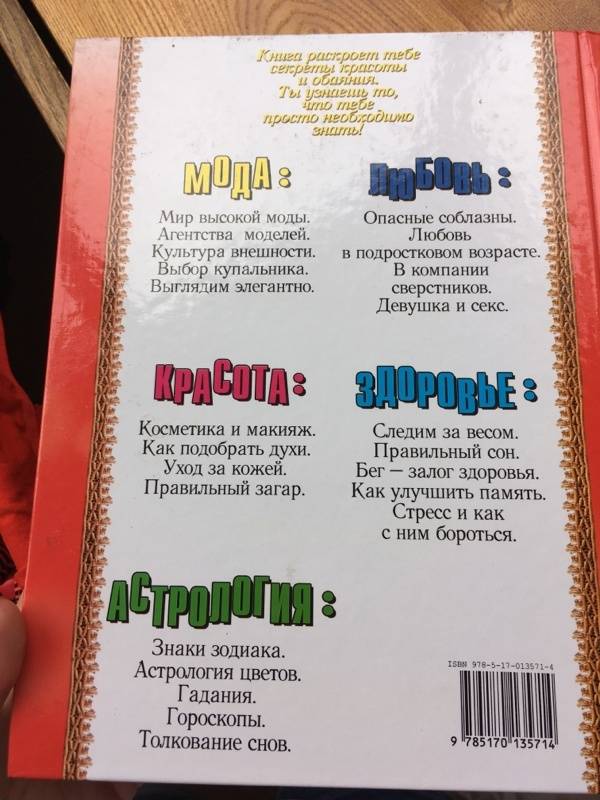 Книга раскроет тебе
секреты красоты
и обаяния.
Ты узнаешь то,
что тебе
просто необходимо
знать!
МОДА:
Мир высокой моды.
Агентства моделей.
Культура внешности.
Выбор купальника.
Выглядим элегантно.
ЛЮБОВЬ:
Опасные соблазны.
Любовь
в подростковом возрасте.
В компании
сверстников.
Девушка и секс.
КРАСОТА:
Косметика и макияж.
Как подобрать духи.
Уход за кожей.
Правильный загар.
ЗДОРОВЬЕ:
Следим за весом.
Правильный сон.
Бег — залог здоровья.
Как улучшить память.
Стресс и как
с ним бороться.
АСТРОЛОГИЯ:
Знаки зодиака.
Астрология цветов.
Гадания.
Гороскопы.
Толкование снов.
ISBN 978-5-17-013571-4
9 785170 135714